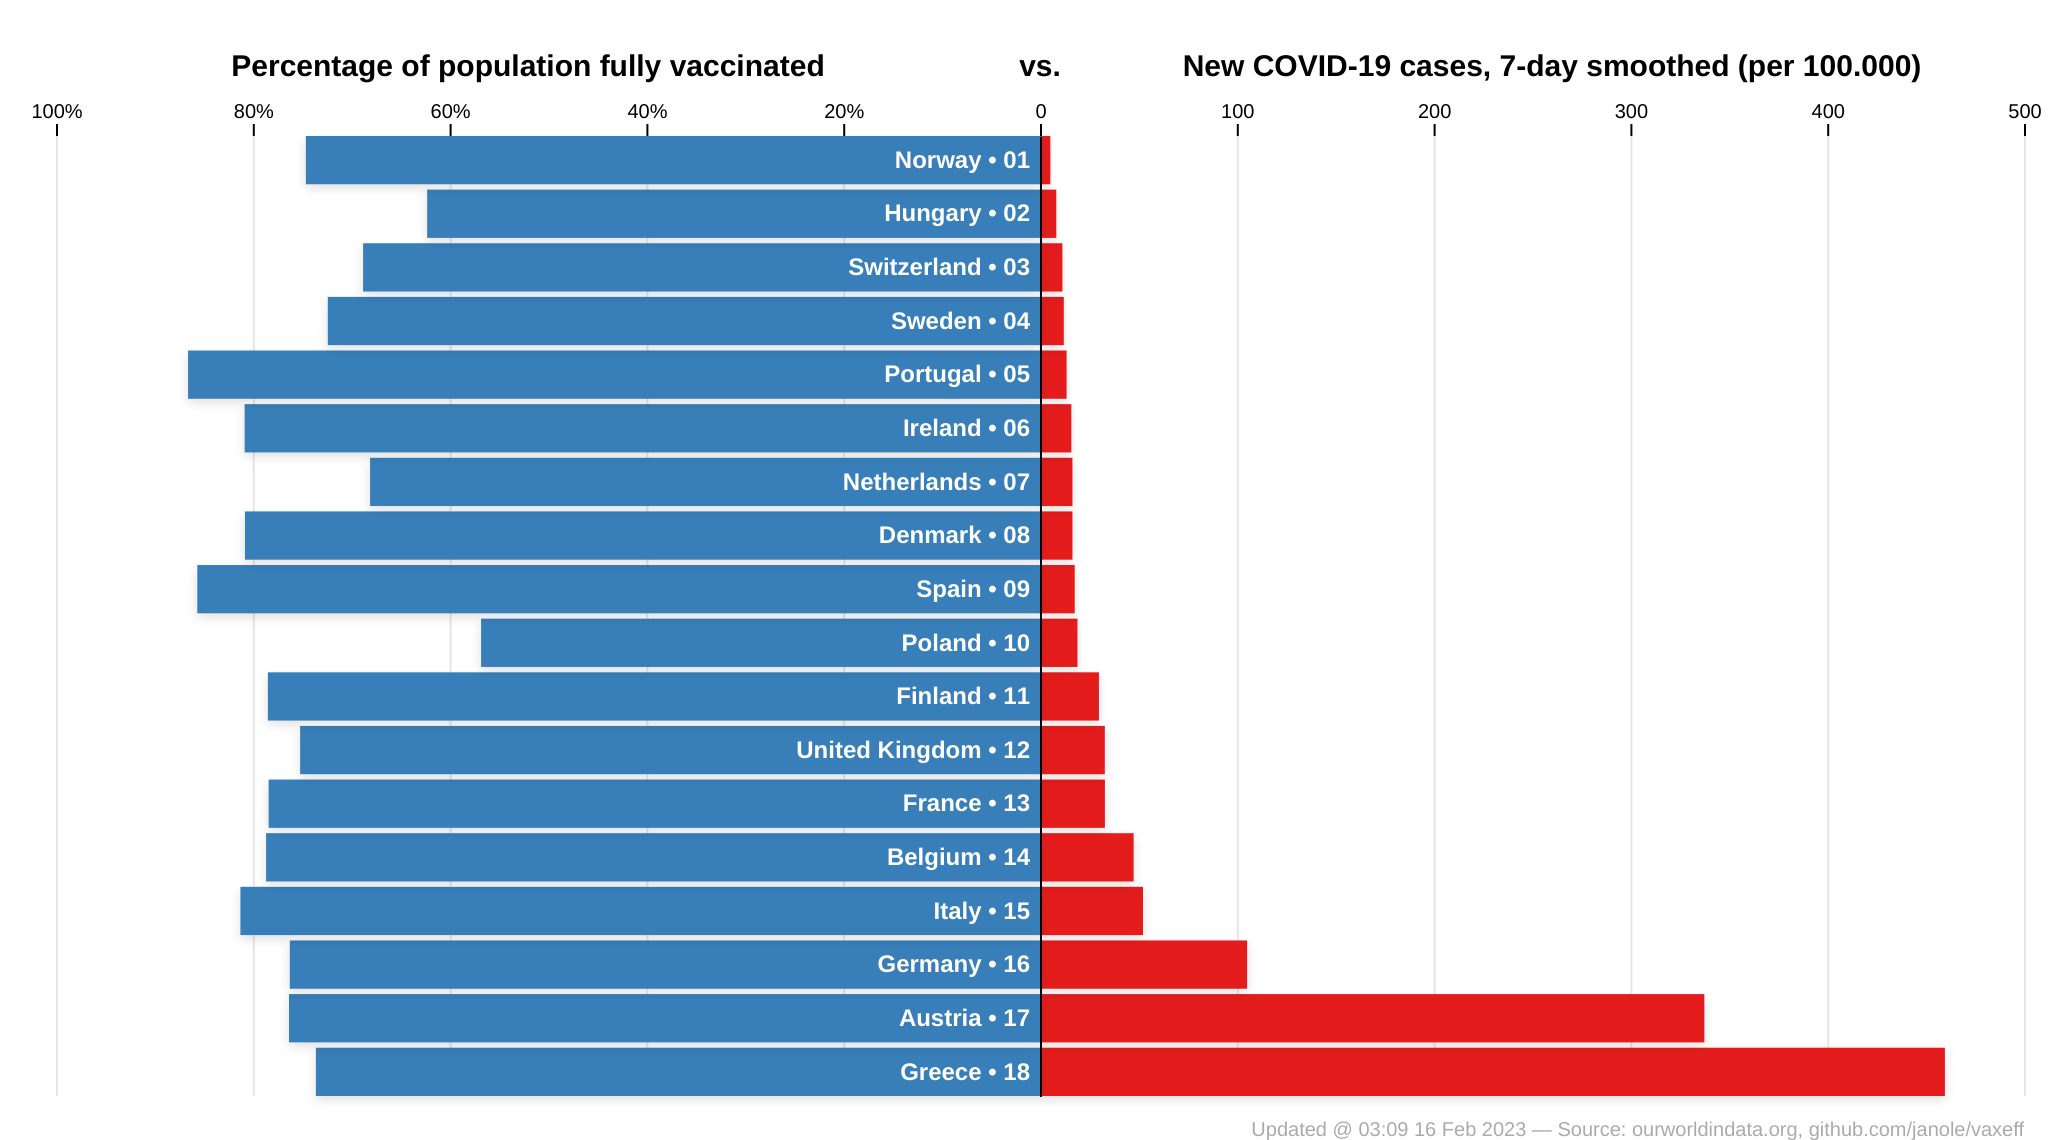 Percentage of population fully vaccinated vs. New COVID-19 cases, 7-day smoothed (per 100.000)
100% 80% 60% 40% 20% 0 100 200 300 400 500
Norway • 01
Hungary • 02
Switzerland • 03
Sweden • 04
Portugal • 05
Ireland • 06
Netherlands • 07
Denmark • 08
Spain • 09
Poland • 10
Finland • 11
United Kingdom • 12
France • 13
Belgium • 14
Italy • 15
Germany • 16
Austria • 17
Greece • 18
Updated @ 03:09 16 Feb 2023 — Source: ourworldindata.org, github.com/janole/vaxeff